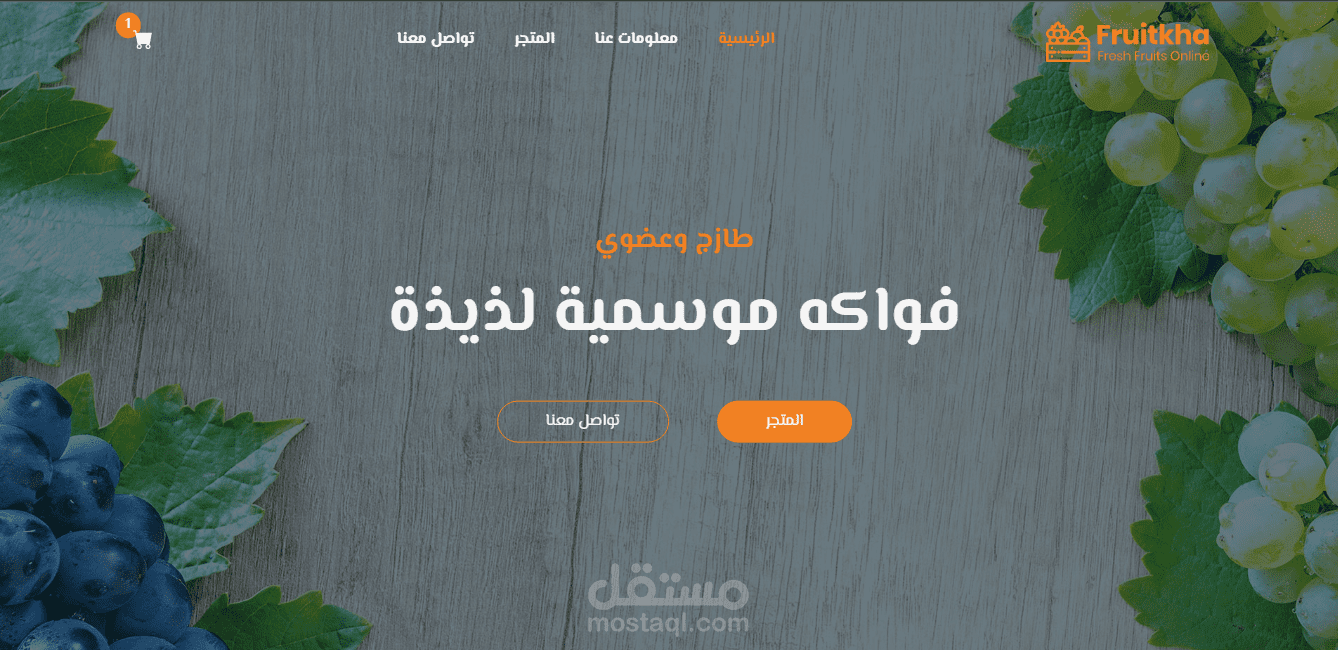 Fruitkha
Fresh Fruits Online
الرئيسية
معلومات عنا
المتجر
تواصل معنا
1
طازج وعضوي
فواكه موسمية لذيذة
المتجر
تواصل معنا
مستقل
mostaql.com